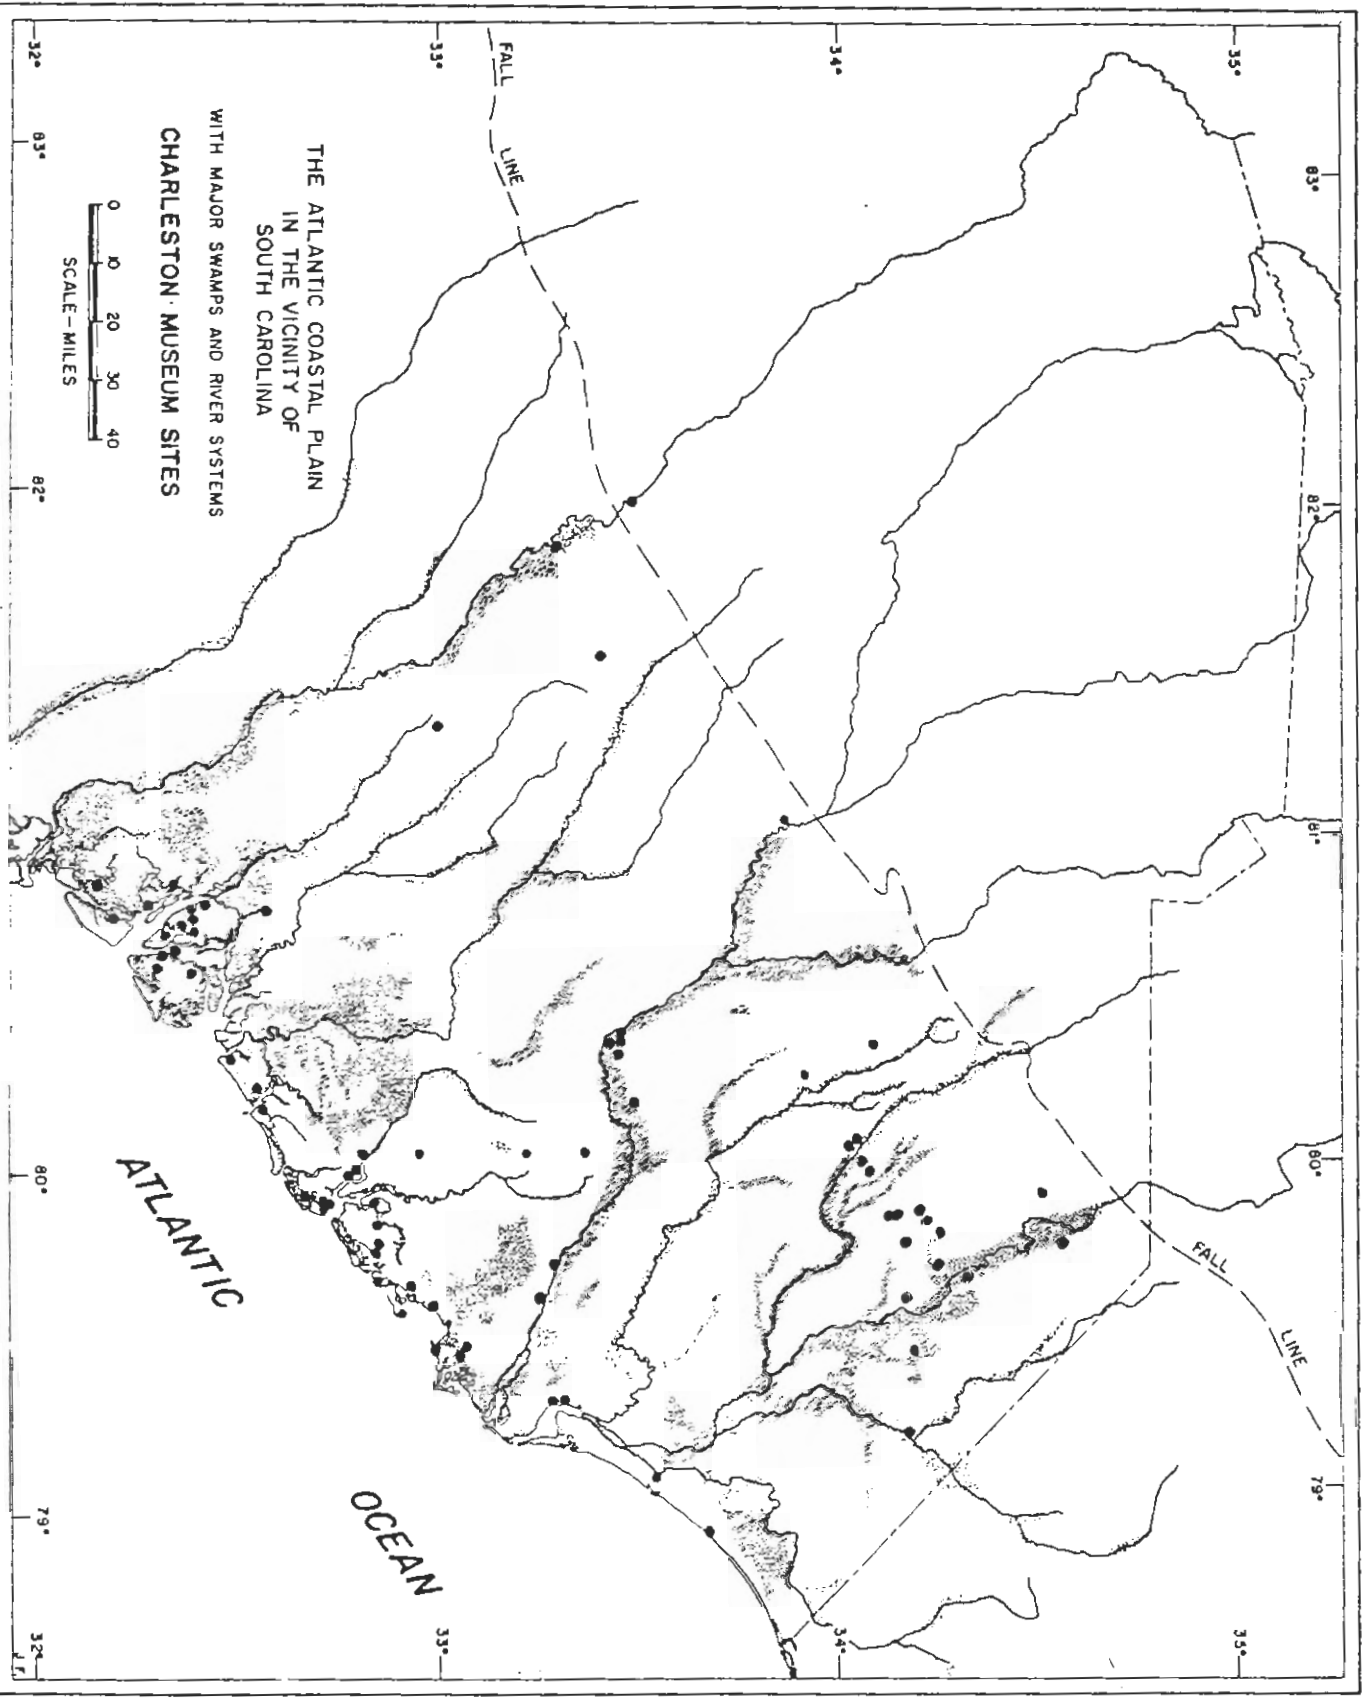 THE ATLANTIC COASTAL PLAIN
IN THE VICINITY OF
SOUTH CAROLINA
WITH MAJOR SWAMPS AND RIVER SYSTEMS
CHARLESTON · MUSEUM SITES
0 10 20 30 40
SCALE—MILES
FALL
LINE
FALL
LINE
ATLANTIC
OCEAN
83° 82° 81° 80° 79°
35°
34°
33°
32°
35°
34°
33°
32°
83° 82° 80° 79°
J.F.